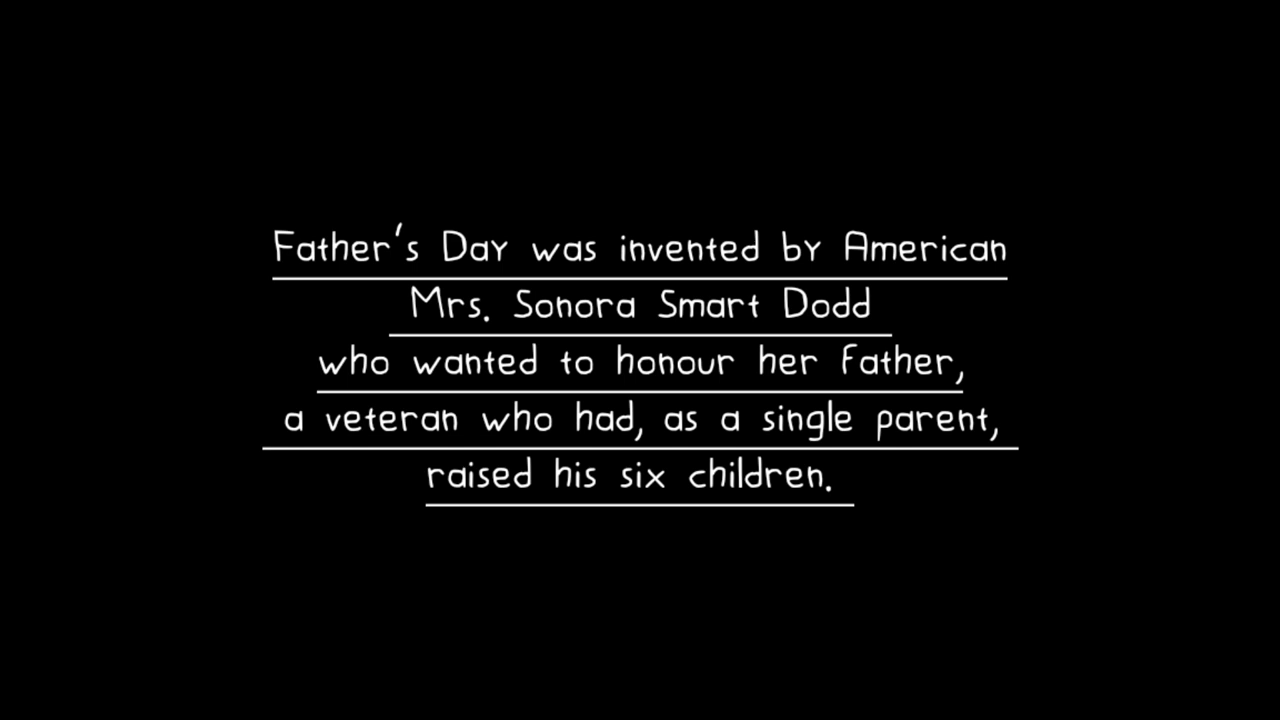 Father's Day was invented by American
Mrs. Sonora Smart Dodd
who wanted to honour her father,
a veteran who had, as a single parent,
raised his six children.